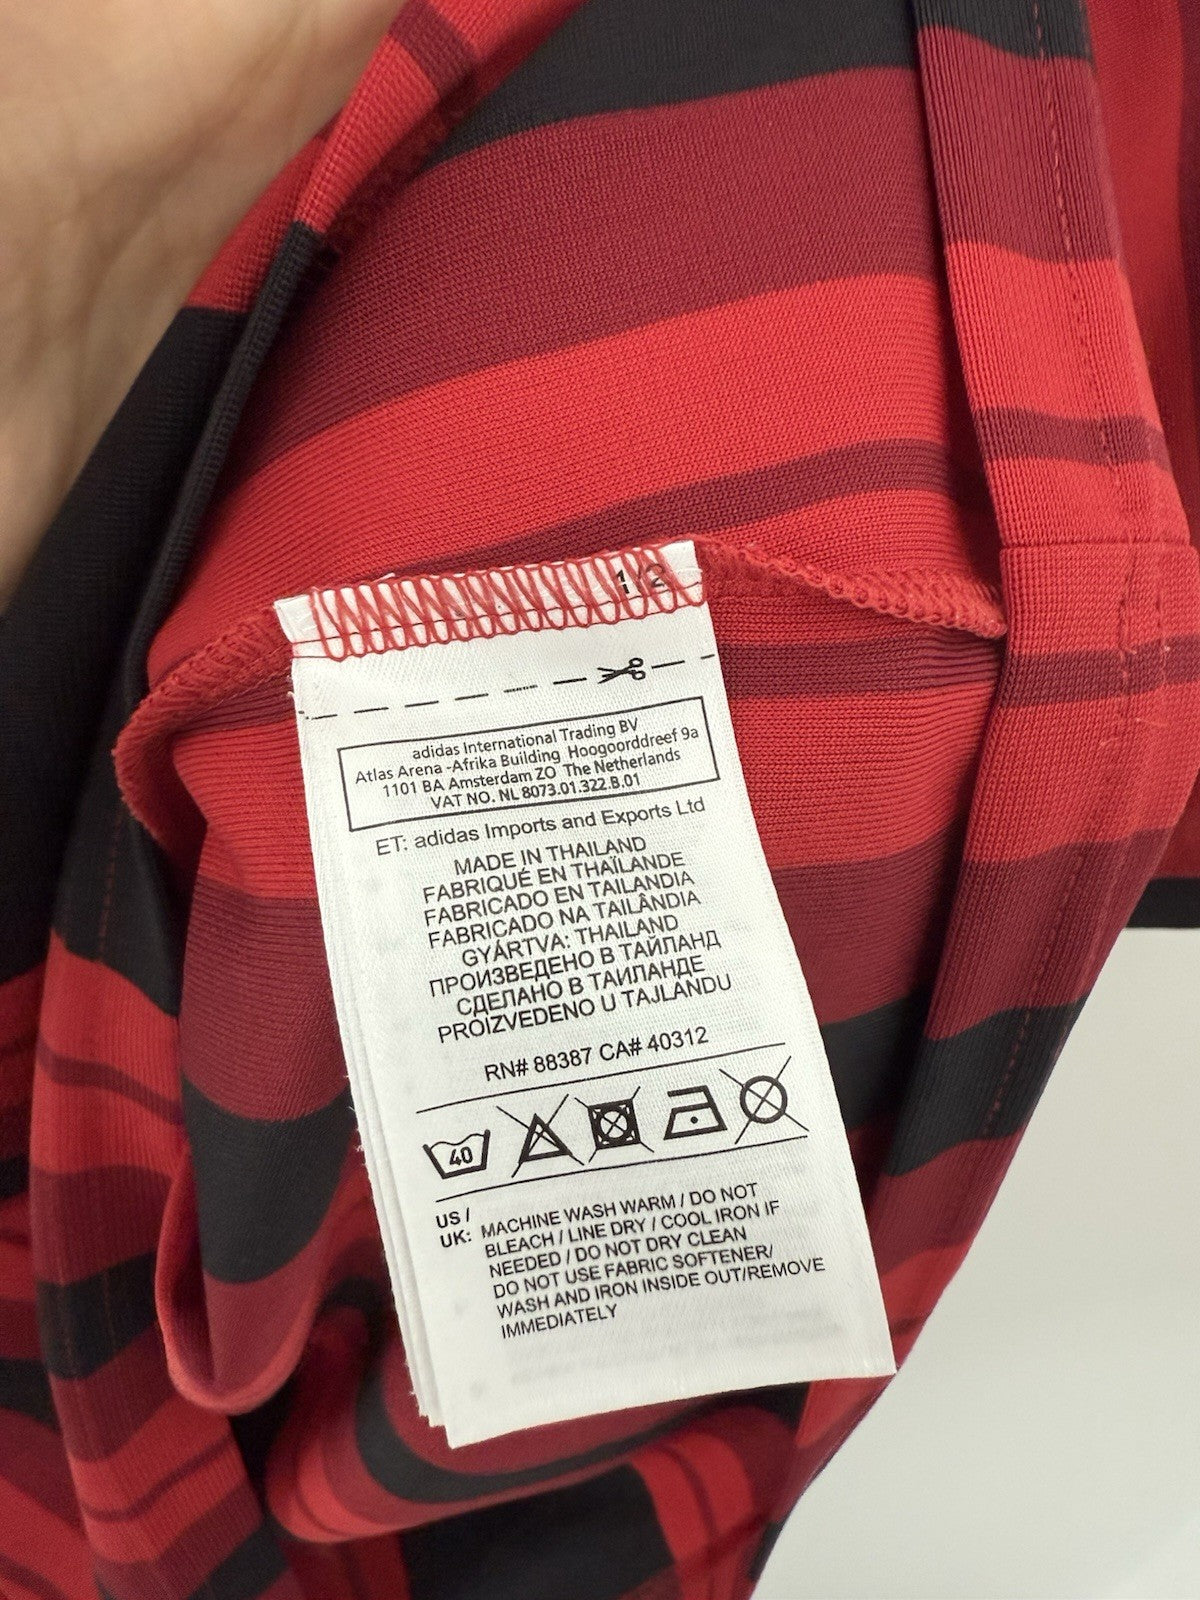 1/2
adidas International Trading BV
Atlas Arena -Afrika Building Hoogoorddreef 9a
1101 BA Amsterdam ZO The Netherlands
VAT NO. NL 8073.01.322.B.01
ET: adidas Imports and Exports Ltd
MADE IN THAILAND
FABRIQUÉ EN THAÏLANDE
FABRICADO EN TAILANDIA
FABRICADO NA TAILÂNDIA
GYÁRTVA: THAILAND
ПРОИЗВЕДЕНО В ТАЙЛАНД
СДЕЛАНО В ТАИЛАНДЕ
PROIZVEDENO U TAJLANDU
RN# 88387 CA# 40312
40
US / UK: MACHINE WASH WARM / DO NOT
BLEACH / LINE DRY / COOL IRON IF
NEEDED / DO NOT DRY CLEAN
DO NOT USE FABRIC SOFTENER/
WASH AND IRON INSIDE OUT/REMOVE
IMMEDIATELY